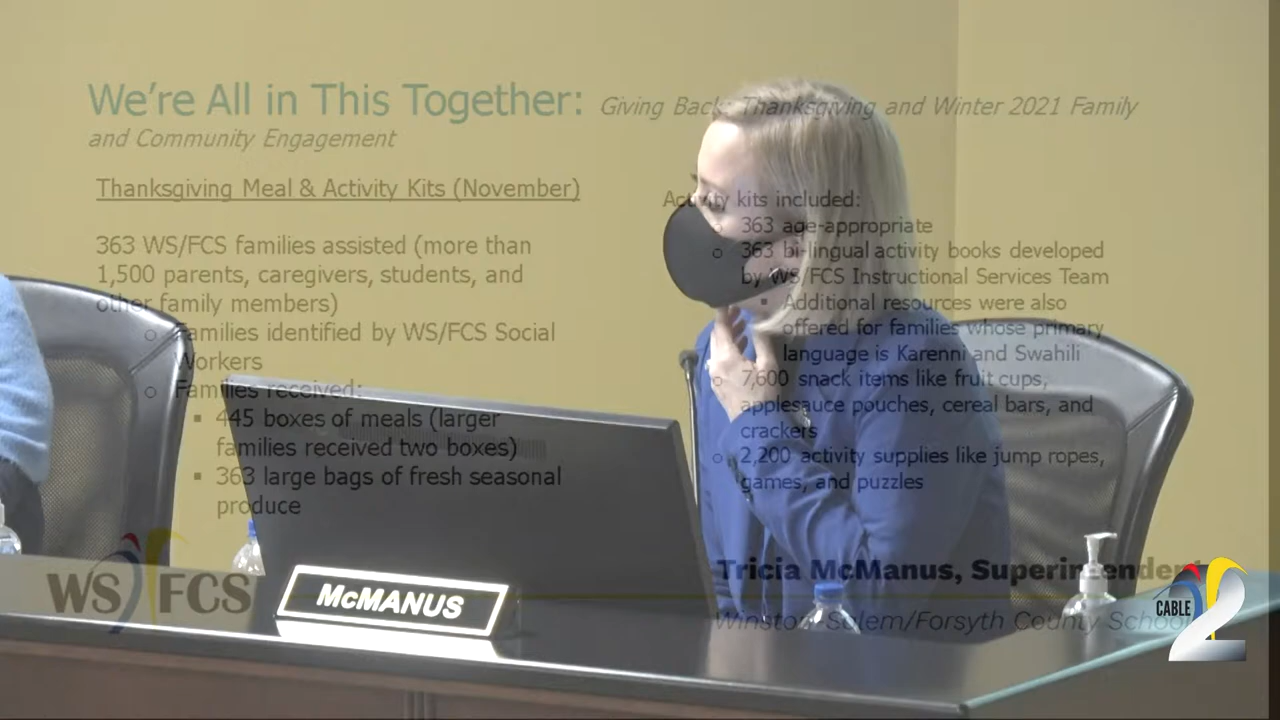 We're All in This Together: Giving Back: Thanksgiving and Winter 2021 Family
and Community Engagement
Thanksgiving Meal & Activity Kits (November)
363 WS/FCS families assisted (more than
1,500 parents, caregivers, students, and
other family members)
Families identified by WS/FCS Social
Workers
Families received:
445 boxes of meals (larger
families received two boxes)
363 large bags of fresh seasonal
produce
Activity kits included:
363 age-appropriate
363 bi-lingual activity books developed
by WS/FCS Instructional Services Team
Additional resources were also
offered for families whose primary
language is Karenni and Swahili
7,600 snack items like fruit cups,
applesauce pouches, cereal bars, and
crackers
2,200 activity supplies like jump ropes,
games, and puzzles
WS/FCS
McMANUS
Tricia McManus, Superintendent
Winston-Salem/Forsyth County Schools
CABLE
2